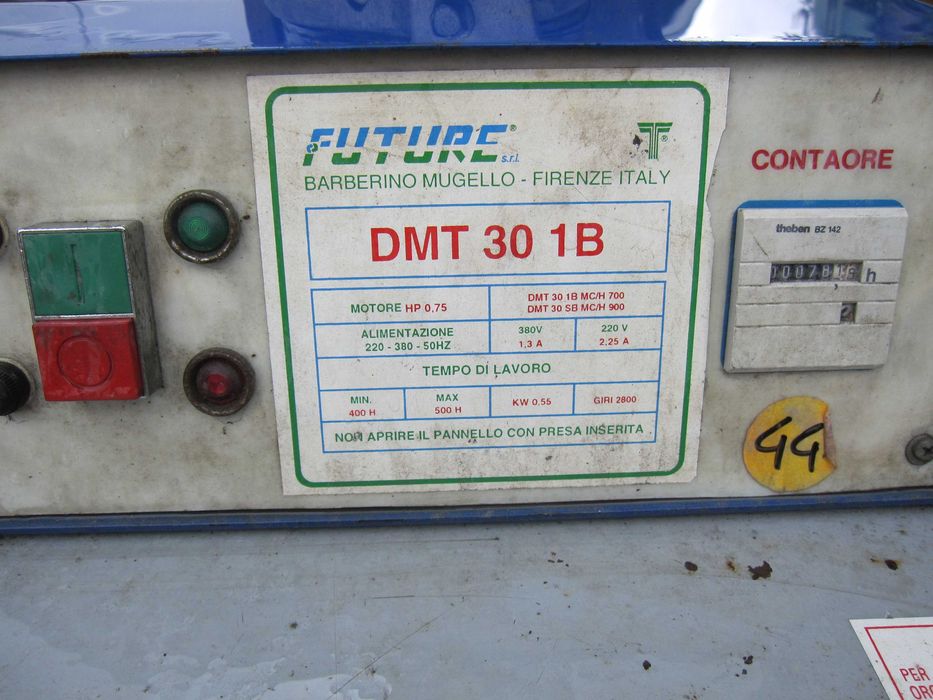 FUTURE® s.r.l.
BARBERINO MUGELLO - FIRENZE ITALY
DMT 30 1B
MOTORE HP 0,75
DMT 30 1B MC/H 700
DMT 30 SB MC/H 900
ALIMENTAZIONE
220 - 380 - 50HZ
380V
1,3 A
220 V
2,25 A
TEMPO DI LAVORO
MIN.
400 H
MAX
500 H
KW 0,55
GIRI 2800
NON APRIRE IL PANNELLO CON PRESA INSERITA
CONTAORE
theben BZ 142
h
44
PER